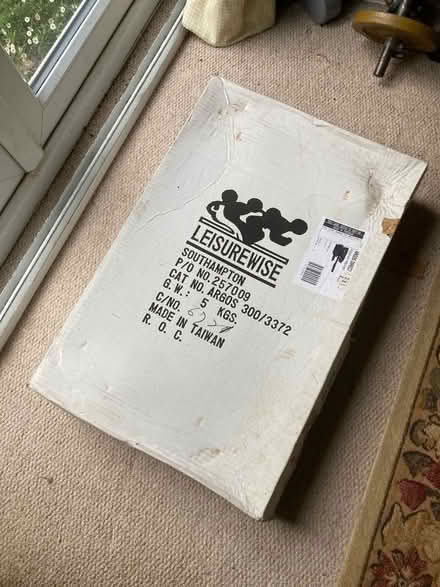 LEISUREWISE
SOUTHAMPTON
P/O NO. 257009
CAT NO. ARGOS 300/3372
G. W.: 5 KGS.
C/NO.
MADE IN TAIWAN
R. O. C.